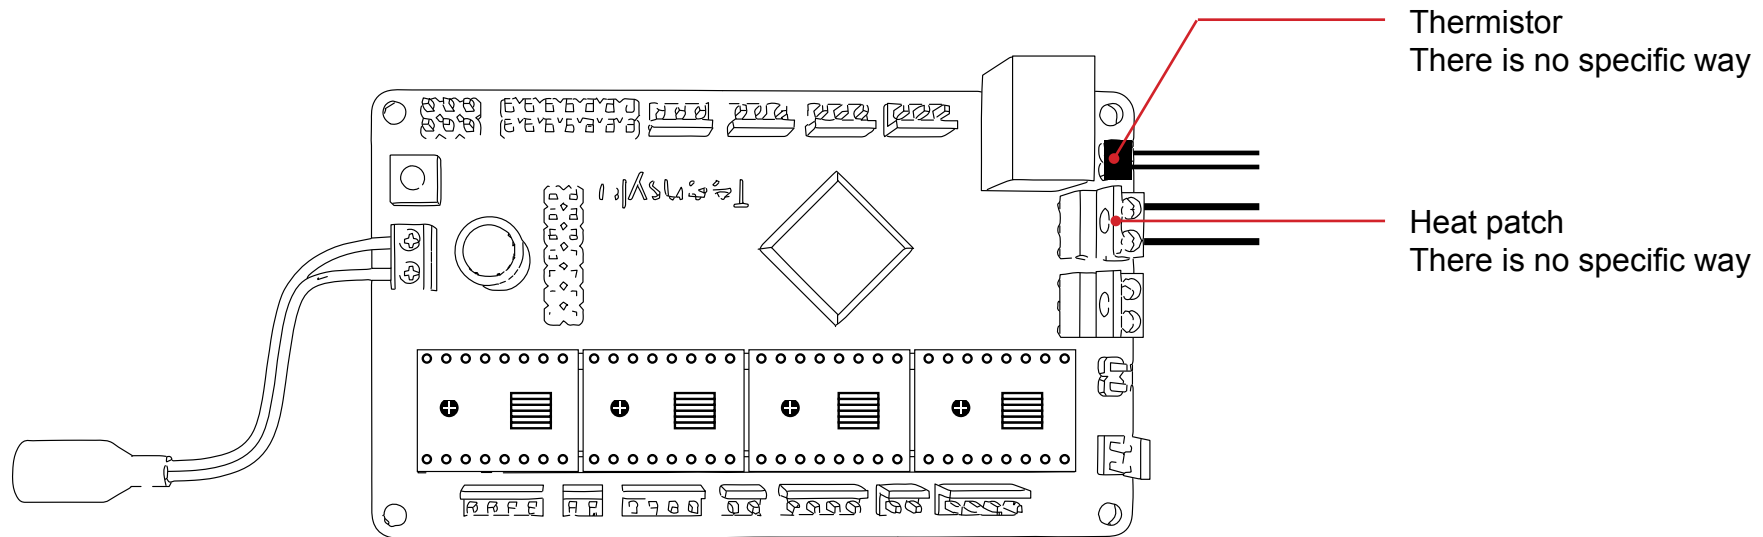 Thermistor
There is no specific way
Heat patch
There is no specific way